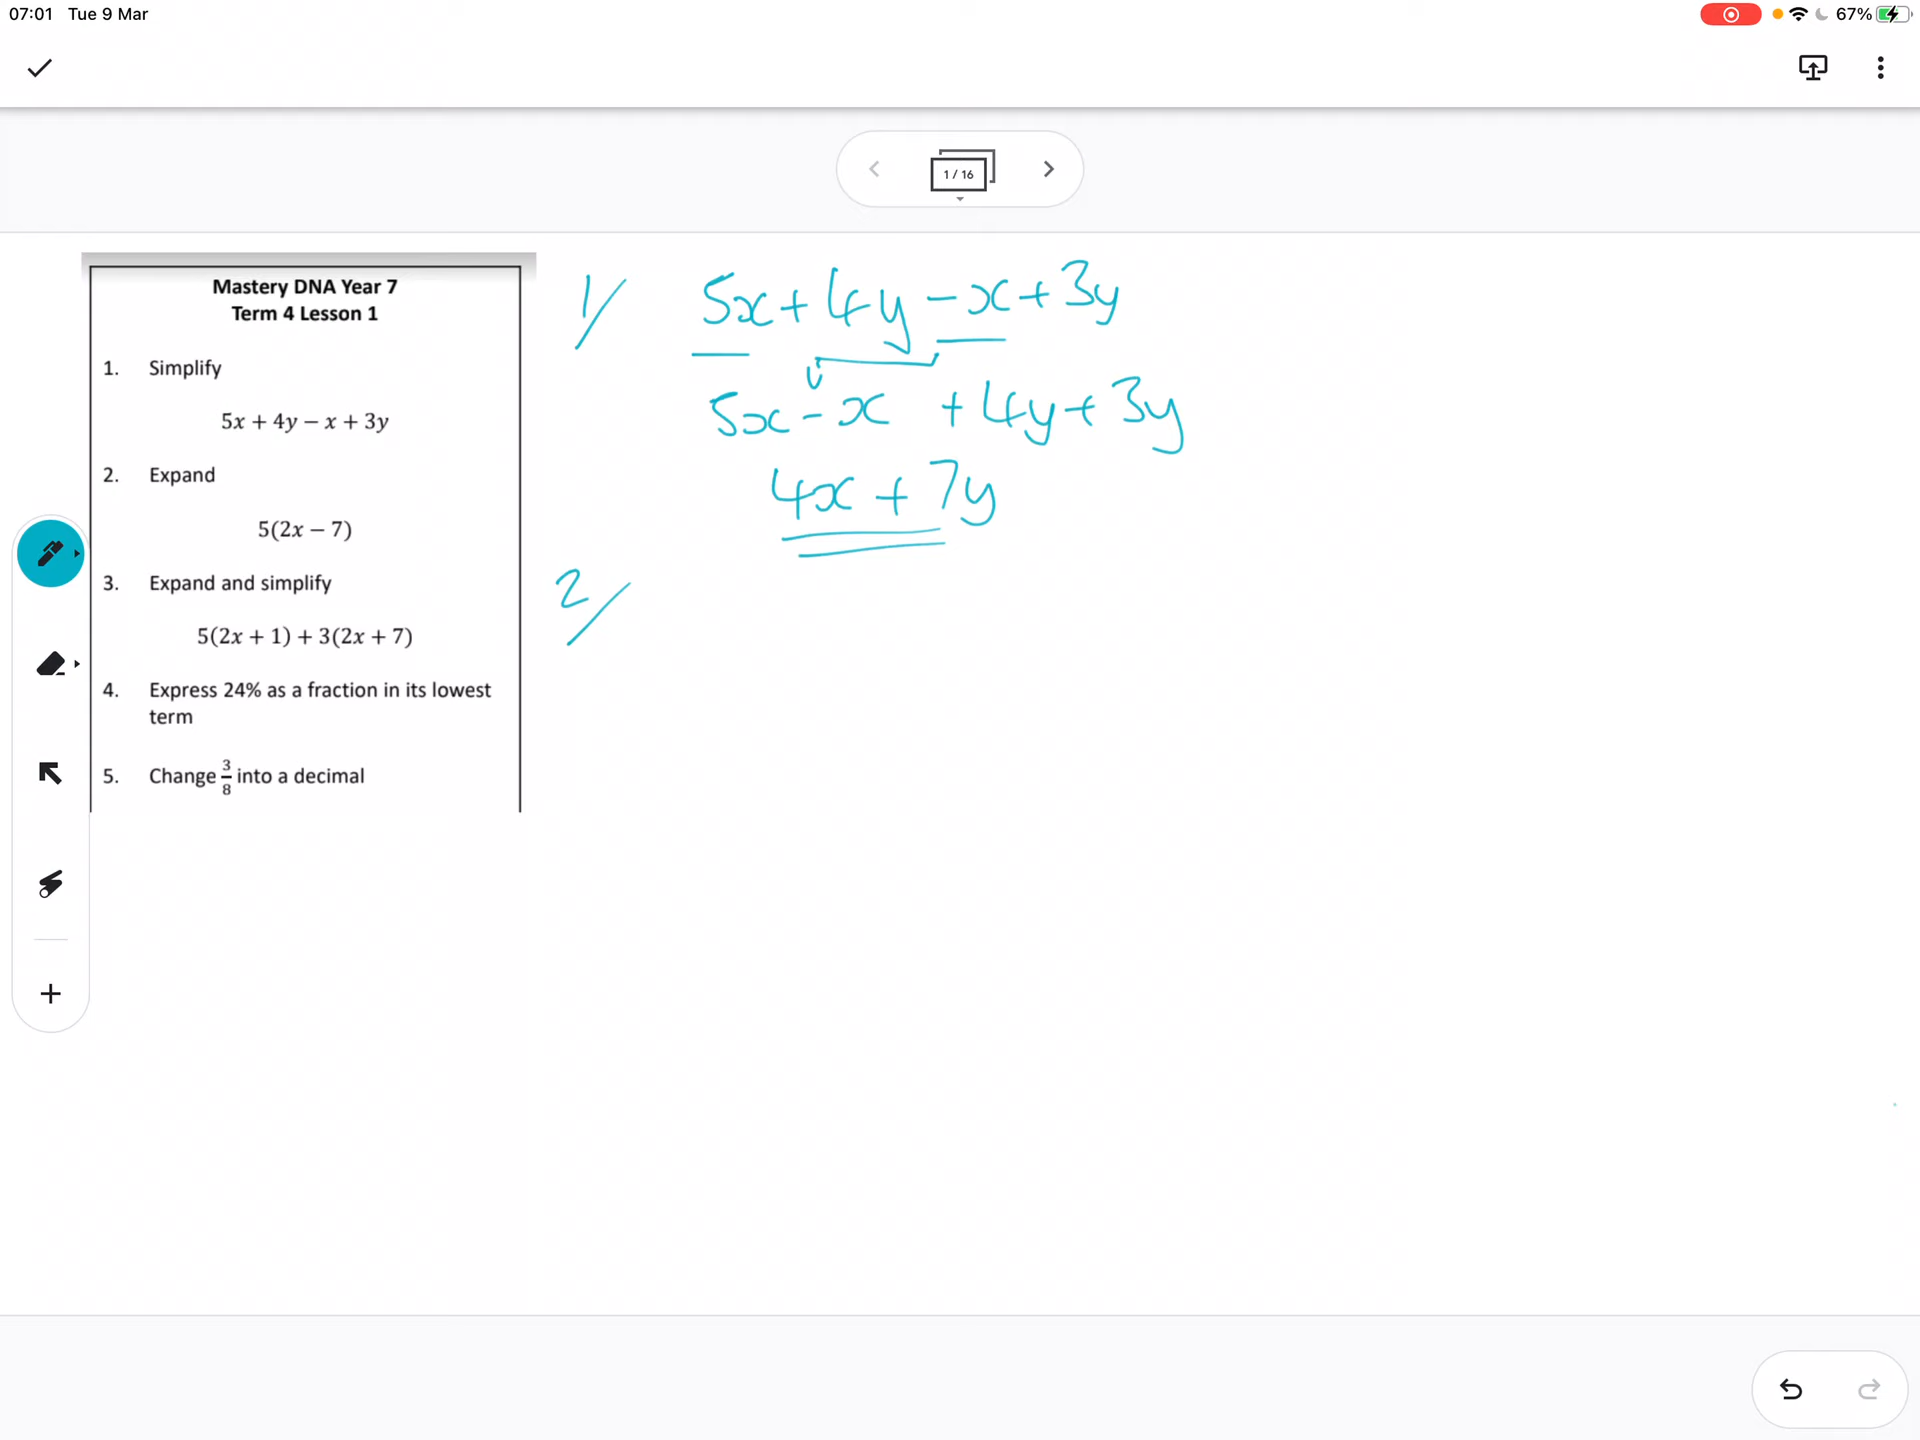 07:01 Tue 9 Mar
67%
1 / 16
Mastery DNA Year 7
Term 4 Lesson 1
1. Simplify
5x + 4y − x + 3y
2. Expand
5(2x − 7)
3. Expand and simplify
5(2x + 1) + 3(2x + 7)
4. Express 24% as a fraction in its lowest
term
5. Change 3/8 into a decimal
1/ 5x + 4y − x + 3y
5x − x + 4y + 3y
4x + 7y
2/